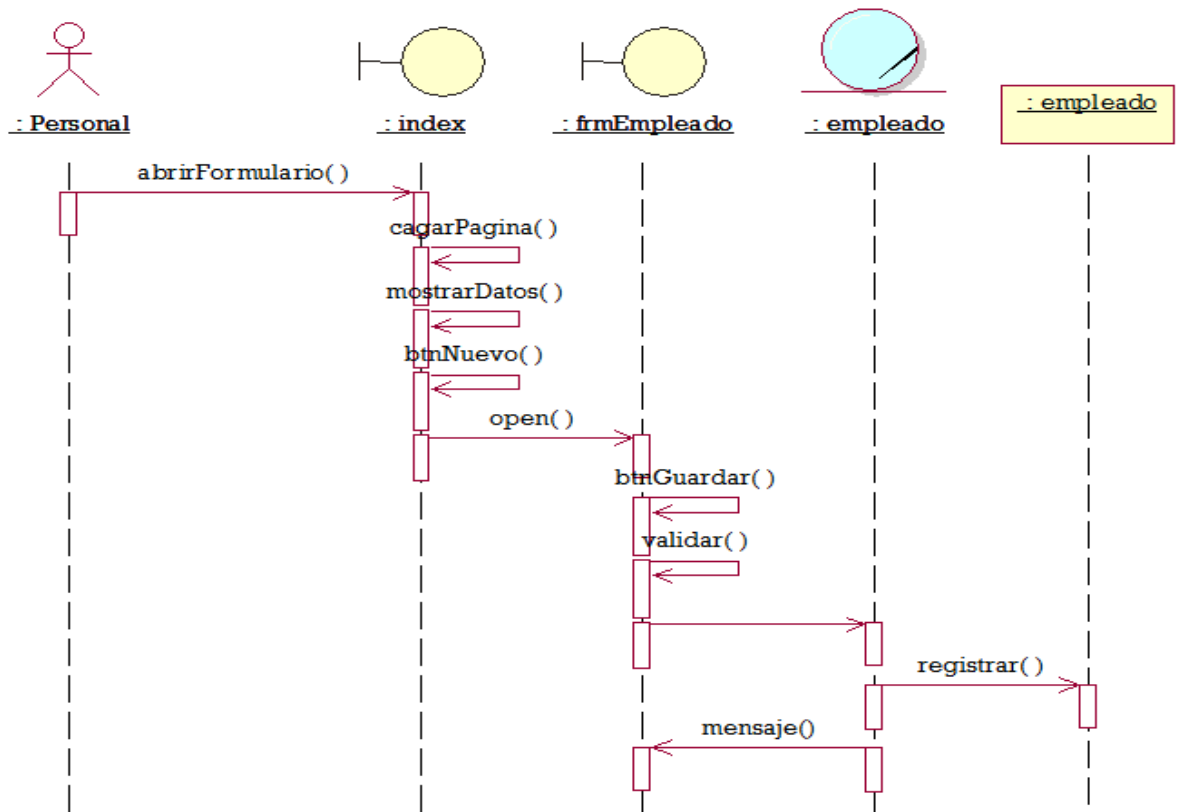 : Personal
: index
: frmEmpleado
: empleado
: empleado
abrirFormulario( )
cagarPagina( )
mostrarDatos( )
btnNuevo( )
open( )
btnGuardar( )
validar( )
registrar( )
mensaje()